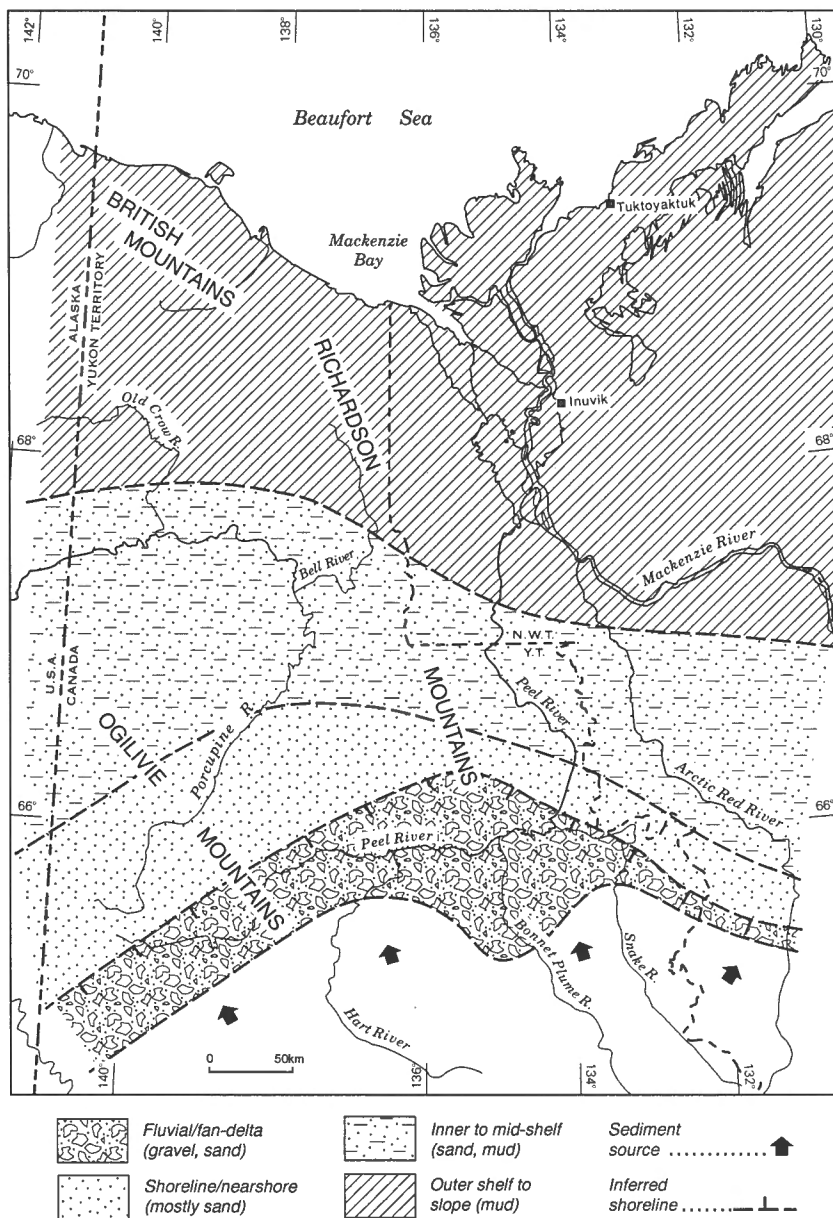 142°
140°
138°
136°
134°
132°
130°
70°
70°
Beaufort Sea
Tuktoyaktuk
BRITISH
MOUNTAINS
Mackenzie
Bay
ALASKA
YUKON TERRITORY
RICHARDSON
Inuvik
Old Crow R.
68°
68°
Mackenzie River
Bell River
N.W.T.
Y.T.
U.S.A.
CANADA
MOUNTAINS
Peel River
OGILIVIE
Porcupine R.
Arctic Red River
66°
66°
MOUNTAINS
Peel River
Bonnet Plume R.
Snake R.
Hart River
0 50km
140°
136°
134°
132°
Fluvial/fan-delta
(gravel, sand)
Inner to mid-shelf
(sand, mud)
Sediment
source
Shoreline/nearshore
(mostly sand)
Outer shelf to
slope (mud)
Inferred
shoreline